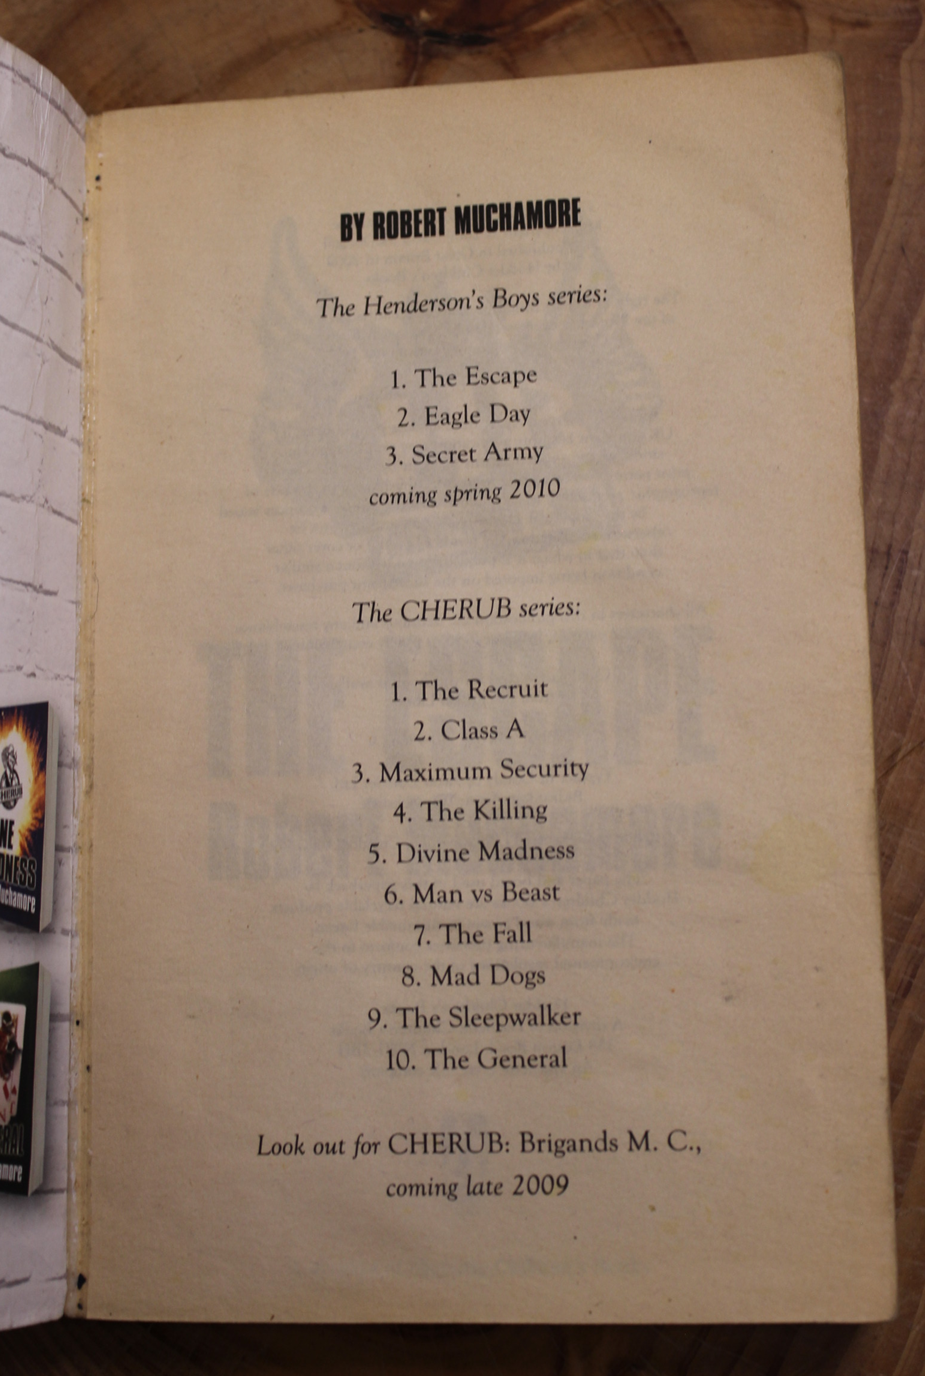 BY ROBERT MUCHAMORE
The Henderson's Boys series:
1. The Escape
2. Eagle Day
3. Secret Army
coming spring 2010
The CHERUB series:
1. The Recruit
2. Class A
3. Maximum Security
4. The Killing
5. Divine Madness
6. Man vs Beast
7. The Fall
8. Mad Dogs
9. The Sleepwalker
10. The General
Look out for CHERUB: Brigands M. C.,
coming late 2009